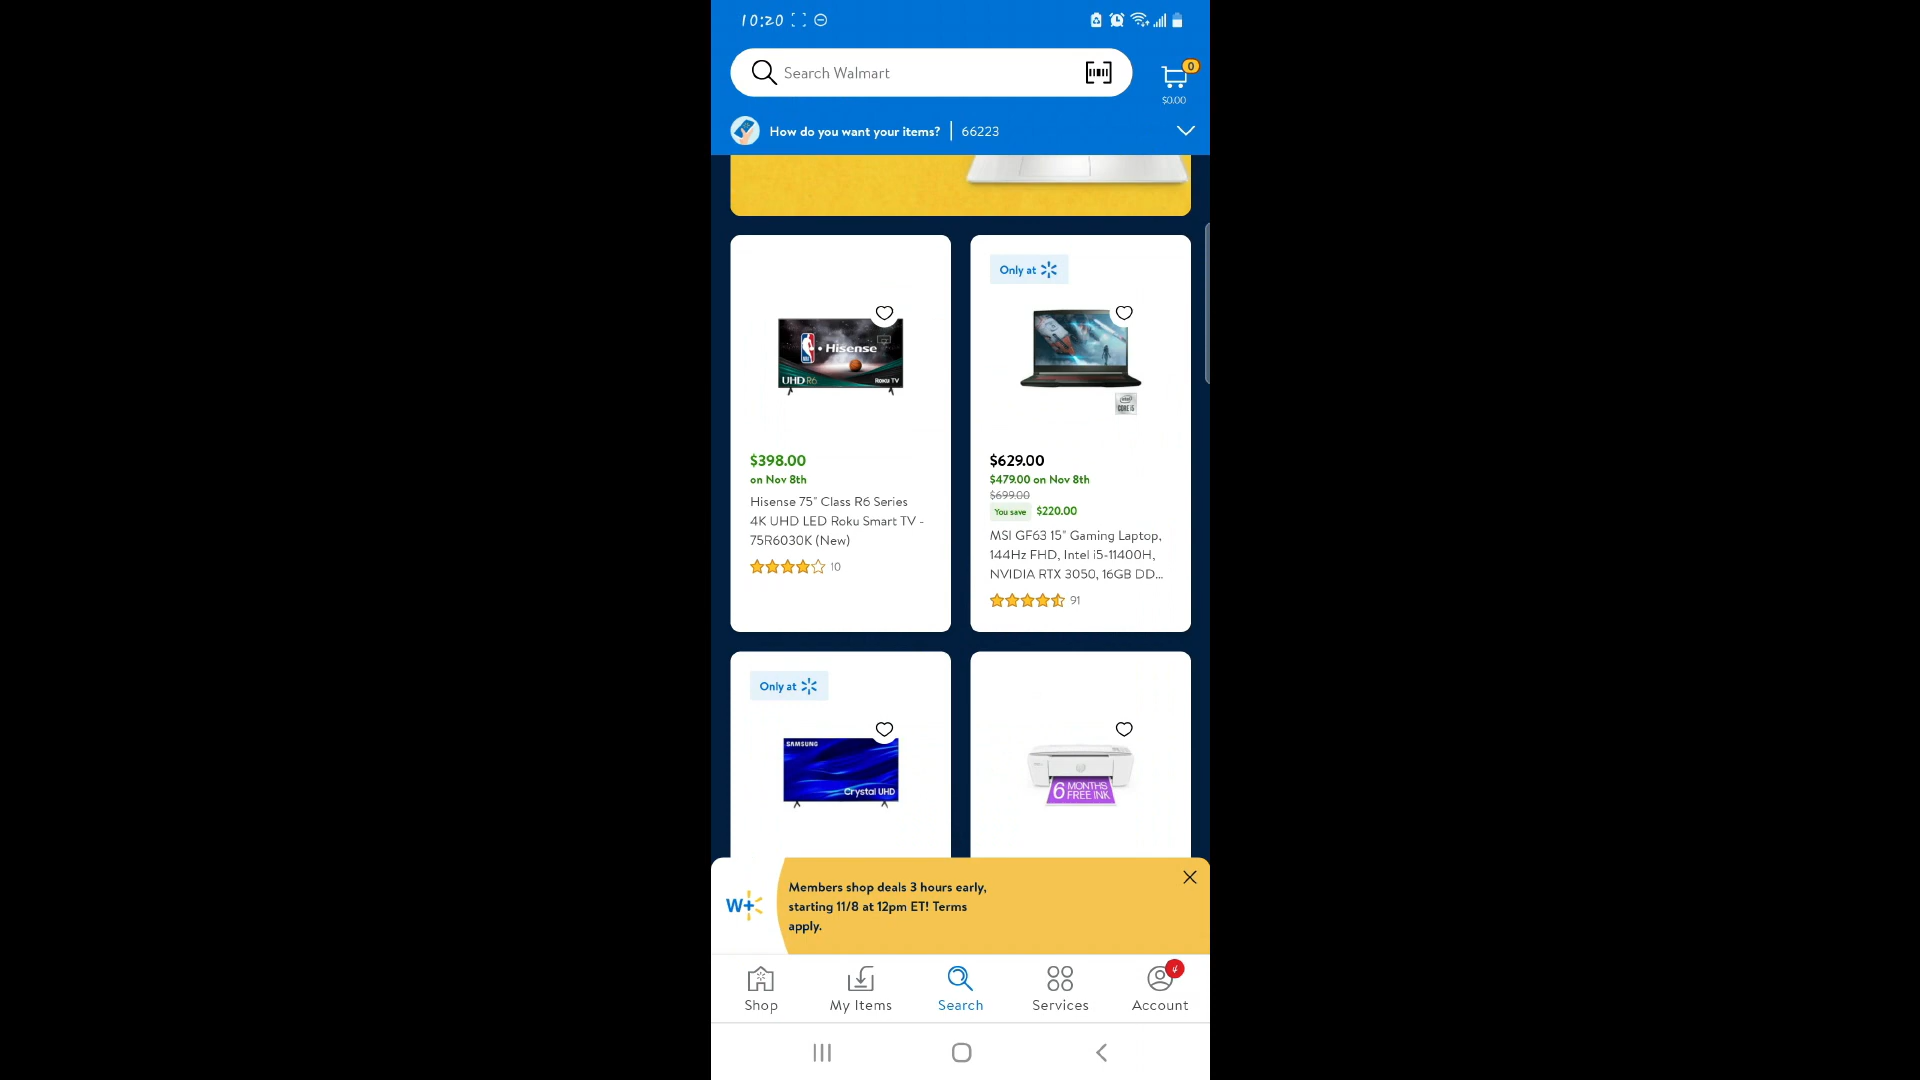 10:20
Search Walmart
0
$0.00
How do you want your items? | 66223
Only at
NBA • Hisense
UHD R6 Roku TV
CORE i5
$398.00
on Nov 8th
Hisense 75" Class R6 Series
4K UHD LED Roku Smart TV -
75R6030K (New)
10
$629.00
$479.00 on Nov 8th
$699.00
You save $220.00
MSI GF63 15" Gaming Laptop,
144Hz FHD, Intel i5-11400H,
NVIDIA RTX 3050, 16GB DD...
91
Only at
SAMSUNG
Crystal UHD
6 MONTHS
FREE INK
W+
Members shop deals 3 hours early,
starting 11/8 at 12pm ET! Terms
apply.
4
Shop My Items Search Services Account